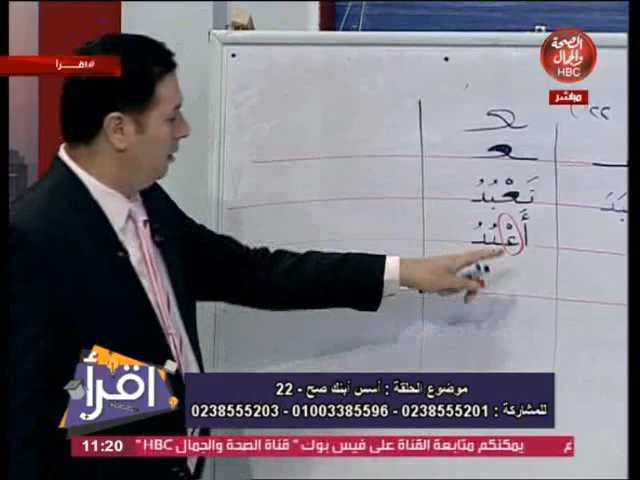 الصحة
والجمال
HBC
مباشر
#اقرأ
٢٢
نَعْبُدُ
أَعْبُدُ
اقرأ
موضوع الحلقة : أسس أبنك صح - 22
للمشاركة : 0238555201 - 01003385596 - 0238555203
11:20
يمكنكم متابعة القناة على فيس بوك "قناة الصحة والجمال HBC"